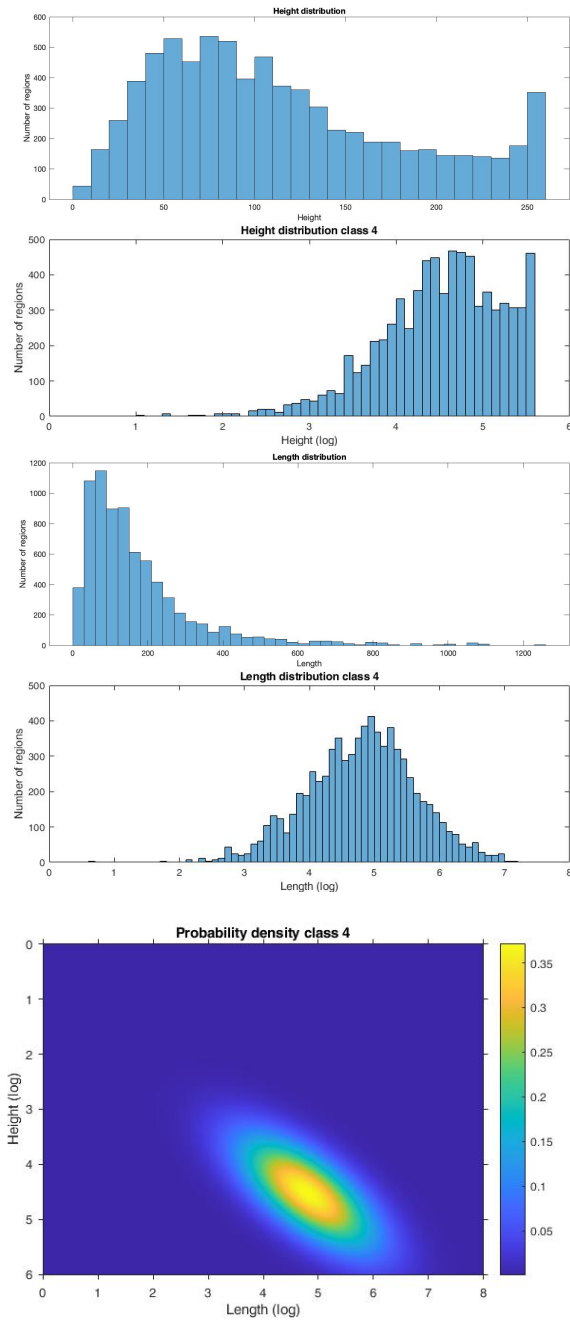 Height distribution
600
500
400
300
200
100
0
Number of regions
0 50 100 150 200 250
Height
Height distribution class 4
500
400
300
200
100
0
Number of regions
0 1 2 3 4 5 6
Height (log)
Length distribution
1200
1000
800
600
400
200
0
Number of regions
0 200 400 600 800 1000 1200
Length
Length distribution class 4
500
400
300
200
100
0
Number of regions
0 1 2 3 4 5 6 7 8
Length (log)
Probability density class 4
0
1
2
3
4
5
6
Height (log)
0 1 2 3 4 5 6 7 8
Length (log)
0.35
0.3
0.25
0.2
0.15
0.1
0.05